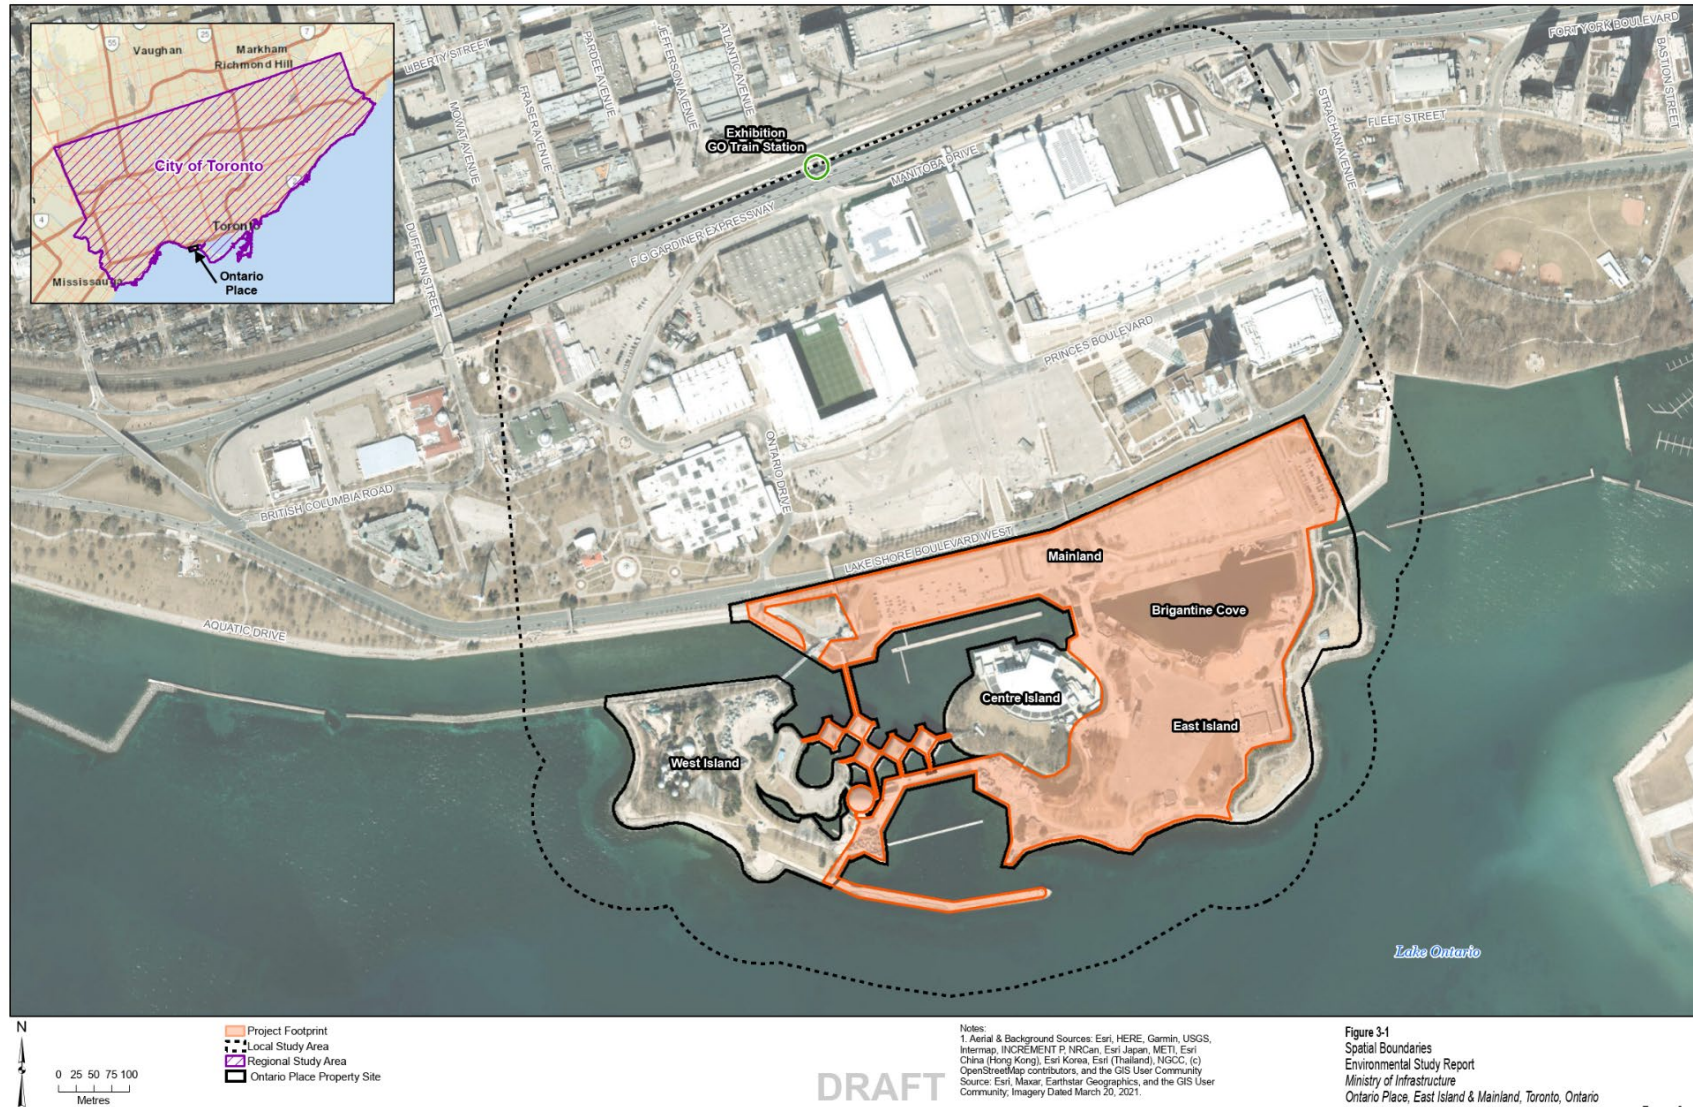 55
25
7
Vaughan
Markham
Richmond Hill
City of Toronto
2
4
Toronto
Mississauga
Ontario
Place
LIBERTY STREET
MOWAT AVENUE
FRASER AVENUE
PARDEE AVENUE
JEFFERSON AVENUE
ATLANTIC AVENUE
FORT YORK BOULEVARD
BASTION STREET
FLEET STREET
STRACHAN AVENUE
Exhibition
GO Train Station
MANITOBA DRIVE
F G GARDINER EXPRESSWAY
DUFFERIN STREET
PRINCES BOULEVARD
ONTARIO DRIVE
BRITISH COLUMBIA ROAD
LAKE SHORE BOULEVARD WEST
AQUATIC DRIVE
Mainland
Brigantine Cove
Centre Island
East Island
West Island
Lake Ontario
N
S
0 25 50 75 100
Metres
Project Footprint
Local Study Area
Regional Study Area
Ontario Place Property Site
DRAFT
Notes:
1. Aerial & Background Sources: Esri, HERE, Garmin, USGS,
Intermap, INCREMENT P, NRCan, Esri Japan, METI, Esri
China (Hong Kong), Esri Korea, Esri (Thailand), NGCC, (c)
OpenStreetMap contributors, and the GIS User Community
Source: Esri, Maxar, Earthstar Geographics, and the GIS User
Community; Imagery Dated March 20, 2021.
Figure 3-1
Spatial Boundaries
Environmental Study Report
Ministry of Infrastructure
Ontario Place, East Island & Mainland, Toronto, Ontario